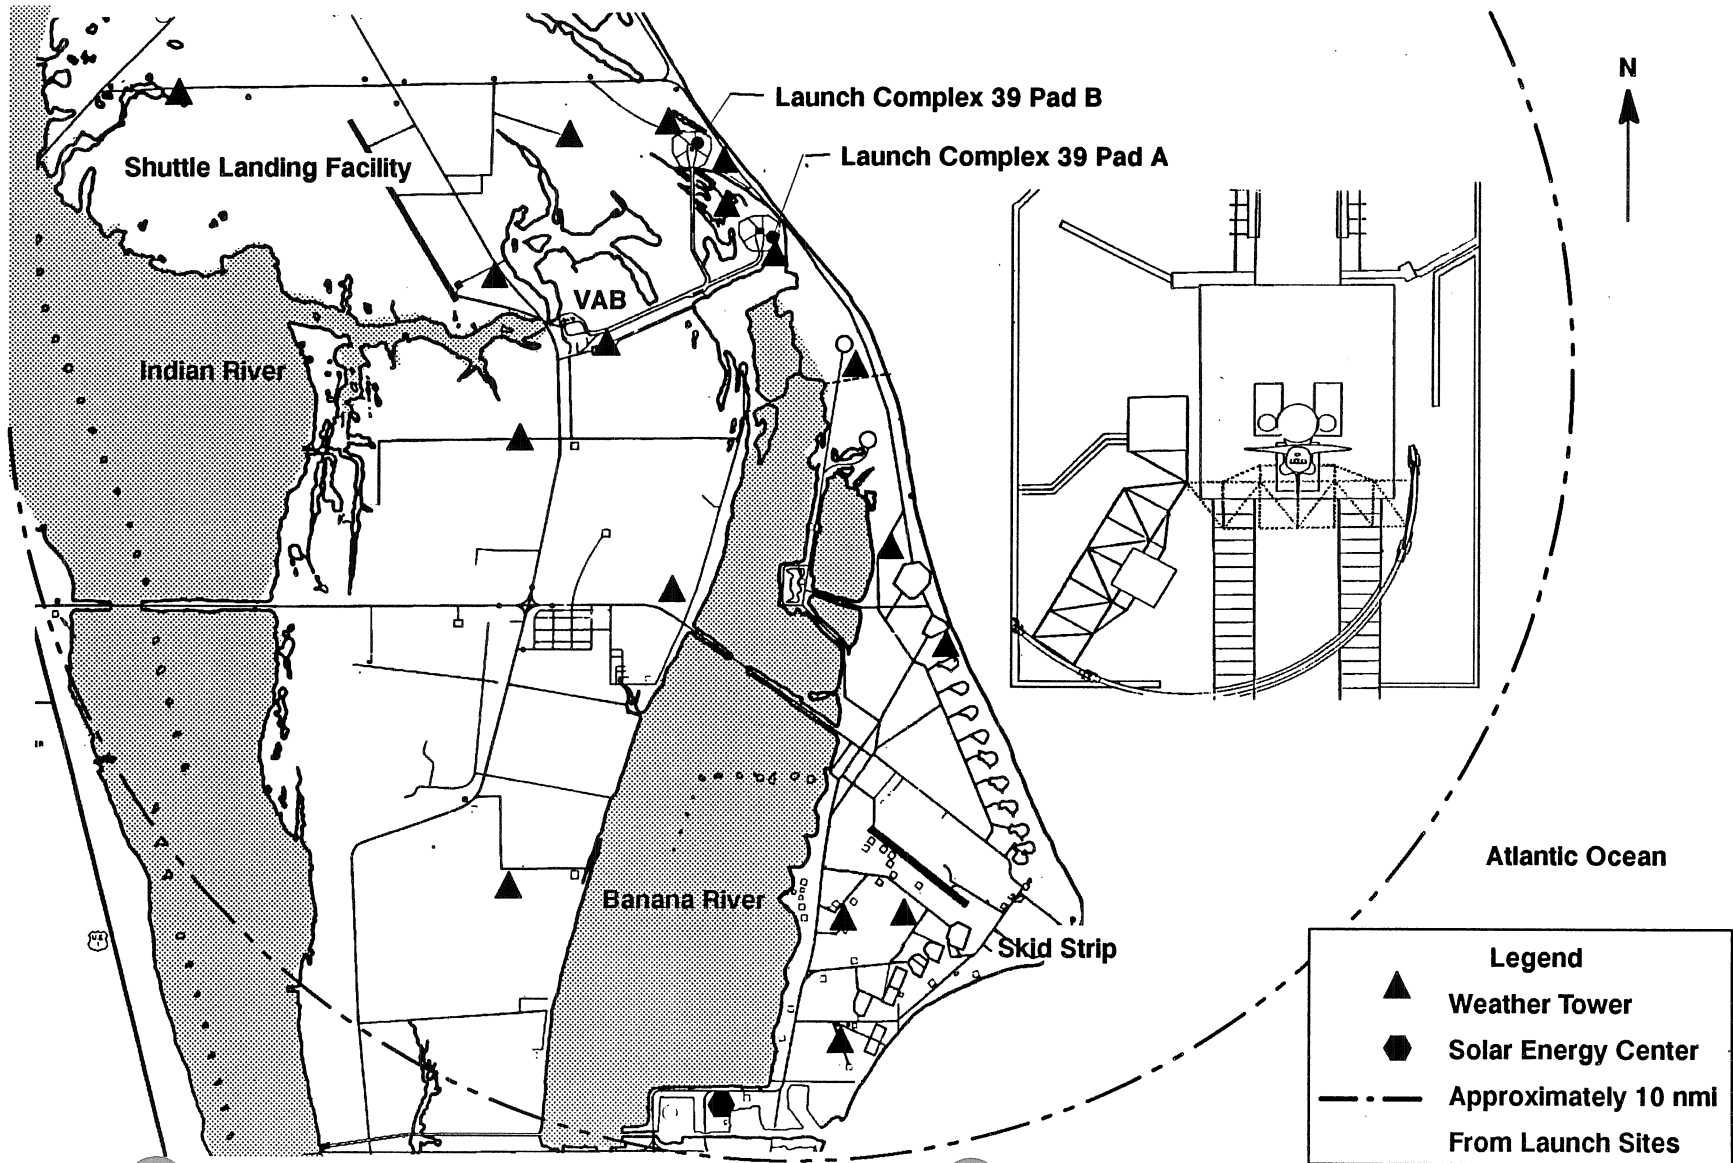 N
Launch Complex 39 Pad B
Launch Complex 39 Pad A
Shuttle Landing Facility
VAB
Indian River
Banana River
Skid Strip
Atlantic Ocean
Legend
Weather Tower
Solar Energy Center
Approximately 10 nmi
From Launch Sites